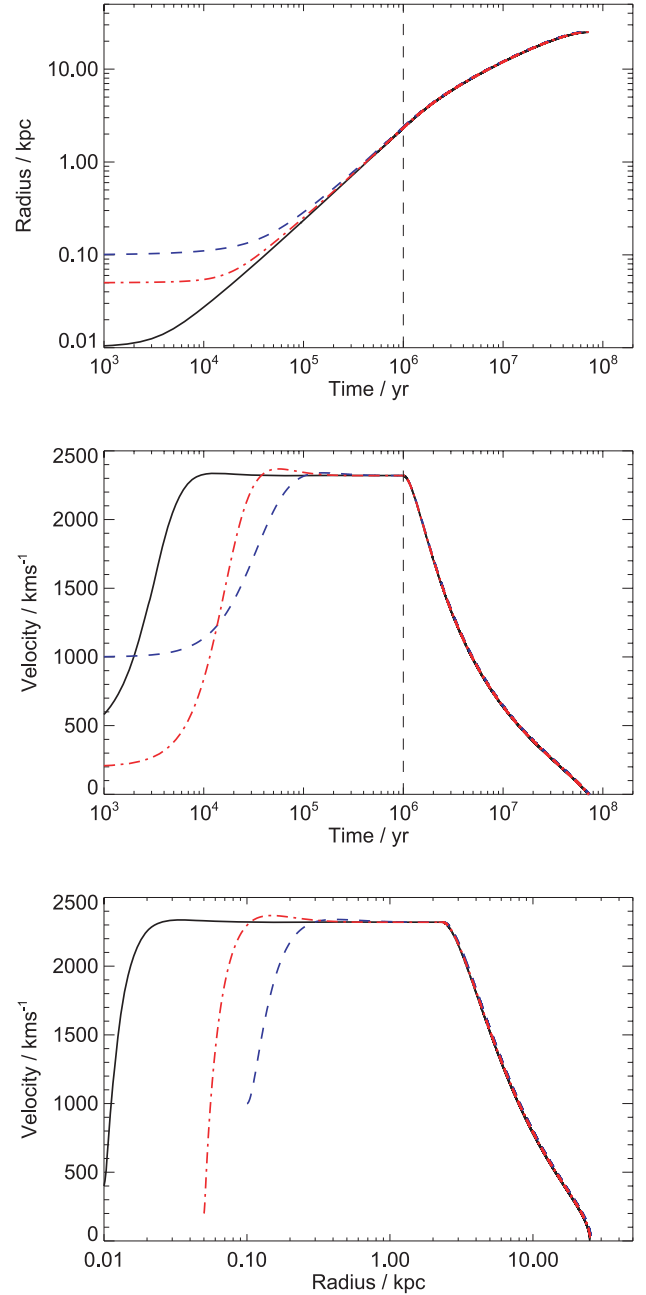 10.00
1.00
0.10
0.01
Radius / kpc
10³ 10⁴ 10⁵ 10⁶ 10⁷ 10⁸
Time / yr
2500
2000
1500
1000
500
0
Velocity / kms⁻¹
10³ 10⁴ 10⁵ 10⁶ 10⁷ 10⁸
Time / yr
2500
2000
1500
1000
500
0
Velocity / kms⁻¹
0.01 0.10 1.00 10.00
Radius / kpc